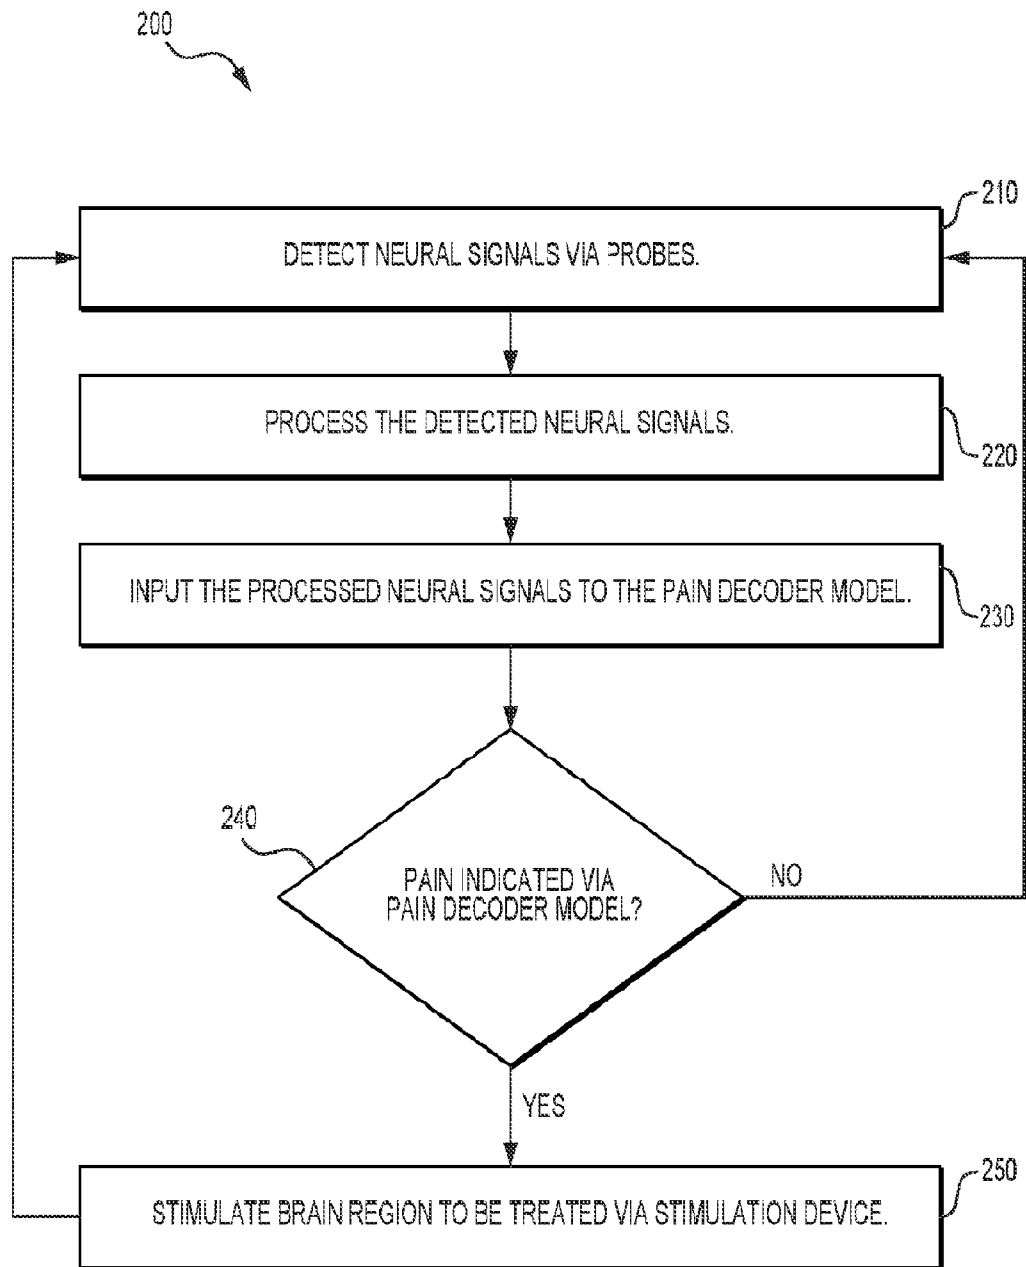 200
210
DETECT NEURAL SIGNALS VIA PROBES.
PROCESS THE DETECTED NEURAL SIGNALS.
220
INPUT THE PROCESSED NEURAL SIGNALS TO THE PAIN DECODER MODEL.
230
240
PAIN INDICATED VIA
PAIN DECODER MODEL?
NO
YES
250
STIMULATE BRAIN REGION TO BE TREATED VIA STIMULATION DEVICE.